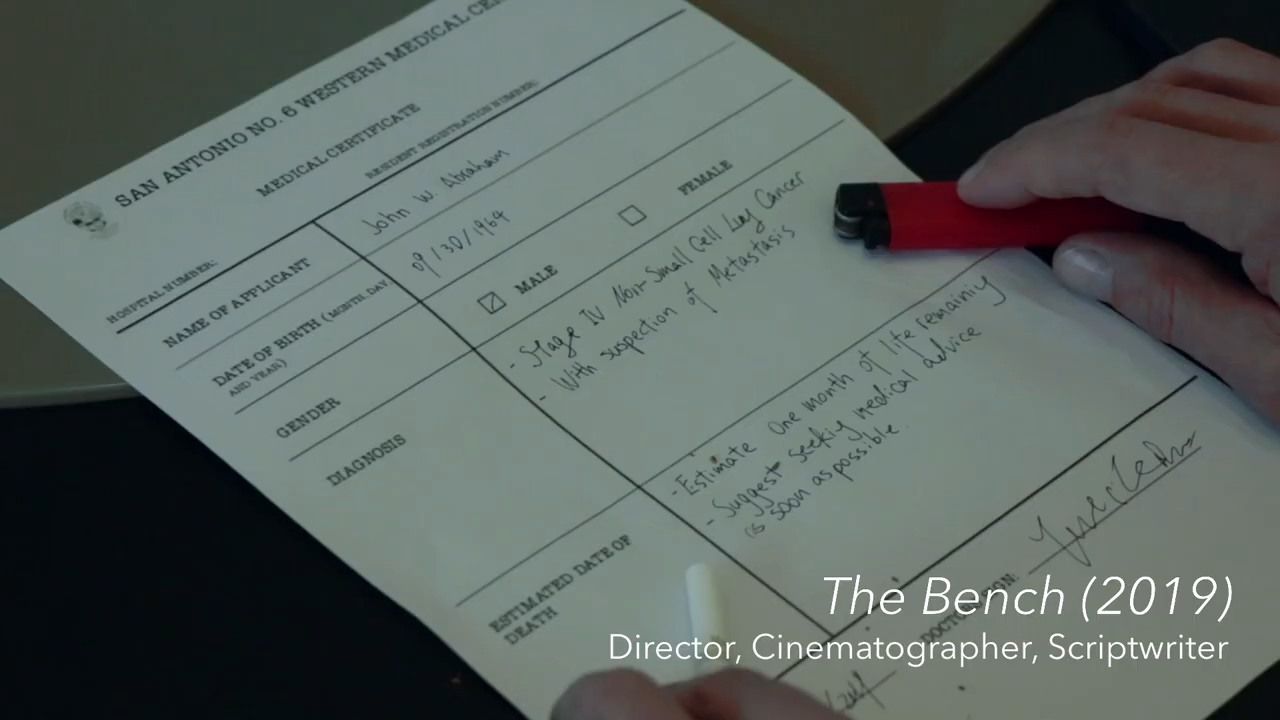 SAN ANTONIO NO. 6 WESTERN MEDICAL CE
MEDICAL CERTIFICATE
HOSPITAL NUMBER:
RESIDENT REGISTRATION NUMBER:
NAME OF APPLICANT
John W Abraham
DATE OF BIRTH (MONTH, DAY,
AND YEAR)
09/30/1964
GENDER
MALE
FEMALE
DIAGNOSIS
- Stage IV Non-Small Cell Lung Cancer
- With suspection of Metastasis
ESTIMATED DATE OF
DEATH
- Estimate One month of life remaining
- Suggest seeking medical advice
as soon as possible.
DOCTOR SIGN:
The Bench (2019)
Director, Cinematographer, Scriptwriter